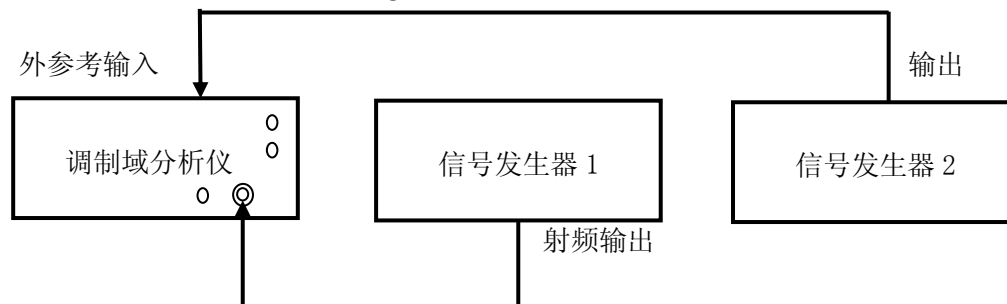 外参考输入
输出
调制域分析仪
信号发生器 1
信号发生器 2
射频输出